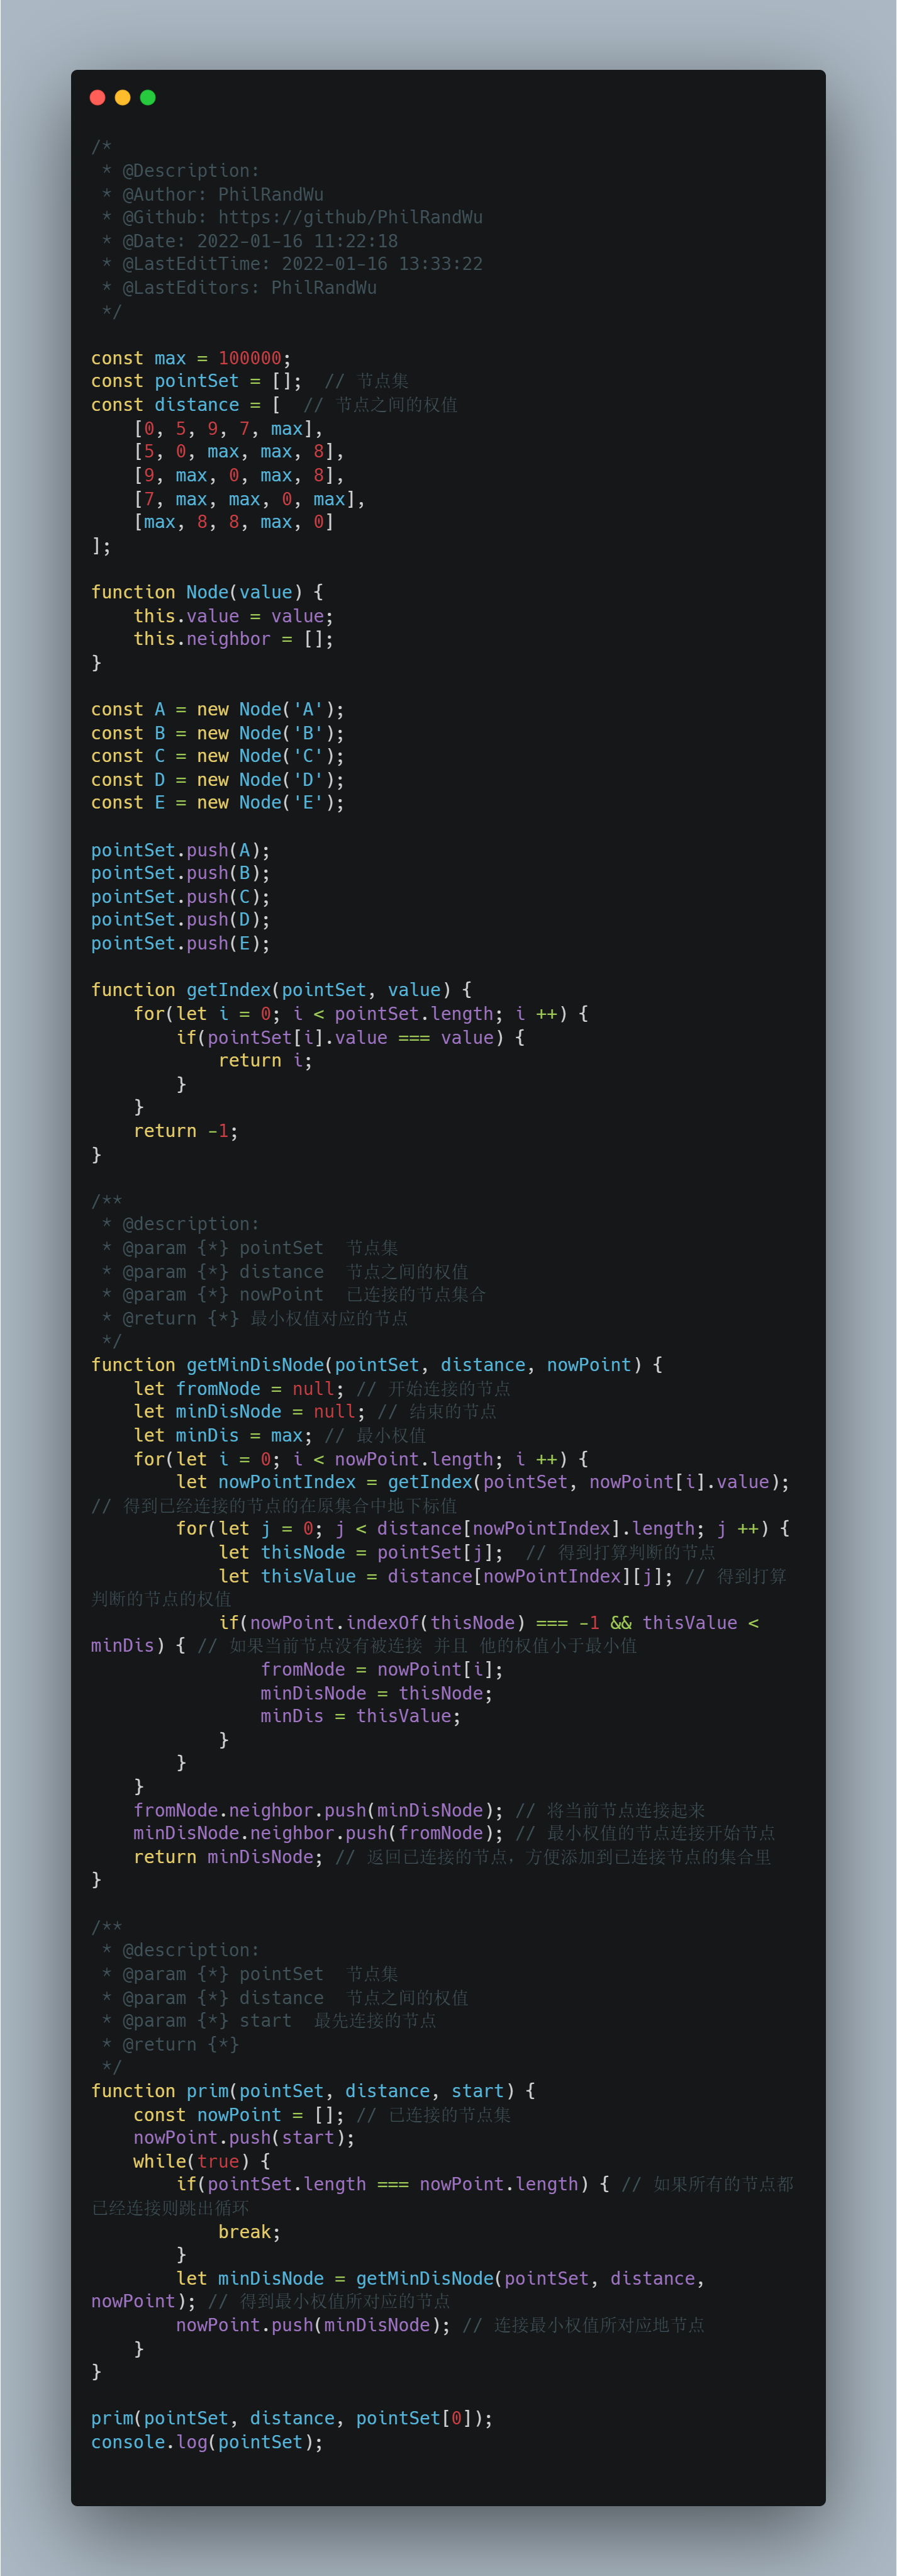 /*
 * @Description:
 * @Author: PhilRandWu
 * @Github: https://github/PhilRandWu
 * @Date: 2022-01-16 11:22:18
 * @LastEditTime: 2022-01-16 13:33:22
 * @LastEditors: PhilRandWu
 */

const max = 100000;
const pointSet = [];  // 节点集
const distance = [  // 节点之间的权值
    [0, 5, 9, 7, max],
    [5, 0, max, max, 8],
    [9, max, 0, max, 8],
    [7, max, max, 0, max],
    [max, 8, 8, max, 0]
];

function Node(value) {
    this.value = value;
    this.neighbor = [];
}

const A = new Node('A');
const B = new Node('B');
const C = new Node('C');
const D = new Node('D');
const E = new Node('E');

pointSet.push(A);
pointSet.push(B);
pointSet.push(C);
pointSet.push(D);
pointSet.push(E);

function getIndex(pointSet, value) {
    for(let i = 0; i < pointSet.length; i ++) {
        if(pointSet[i].value === value) {
            return i;
        }
    }
    return -1;
}

/**
 * @description:
 * @param {*} pointSet  节点集
 * @param {*} distance  节点之间的权值
 * @param {*} nowPoint  已连接的节点集合
 * @return {*} 最小权值对应的节点
 */
function getMinDisNode(pointSet, distance, nowPoint) {
    let fromNode = null; // 开始连接的节点
    let minDisNode = null; // 结束的节点
    let minDis = max; // 最小权值
    for(let i = 0; i < nowPoint.length; i ++) {
        let nowPointIndex = getIndex(pointSet, nowPoint[i].value);
// 得到已经连接的节点的在原集合中地下标值
        for(let j = 0; j < distance[nowPointIndex].length; j ++) {
            let thisNode = pointSet[j];  // 得到打算判断的节点
            let thisValue = distance[nowPointIndex][j]; // 得到打算
判断的节点的权值
            if(nowPoint.indexOf(thisNode) === -1 && thisValue <
minDis) { // 如果当前节点没有被连接 并且 他的权值小于最小值
                fromNode = nowPoint[i];
                minDisNode = thisNode;
                minDis = thisValue;
            }
        }
    }
    fromNode.neighbor.push(minDisNode); // 将当前节点连接起来
    minDisNode.neighbor.push(fromNode); // 最小权值的节点连接开始节点
    return minDisNode; // 返回已连接的节点，方便添加到已连接节点的集合里
}

/**
 * @description:
 * @param {*} pointSet  节点集
 * @param {*} distance  节点之间的权值
 * @param {*} start  最先连接的节点
 * @return {*}
 */
function prim(pointSet, distance, start) {
    const nowPoint = []; // 已连接的节点集
    nowPoint.push(start);
    while(true) {
        if(pointSet.length === nowPoint.length) { // 如果所有的节点都
已经连接则跳出循环
            break;
        }
        let minDisNode = getMinDisNode(pointSet, distance,
nowPoint); // 得到最小权值所对应的节点
        nowPoint.push(minDisNode); // 连接最小权值所对应地节点
    }
}

prim(pointSet, distance, pointSet[0]);
console.log(pointSet);